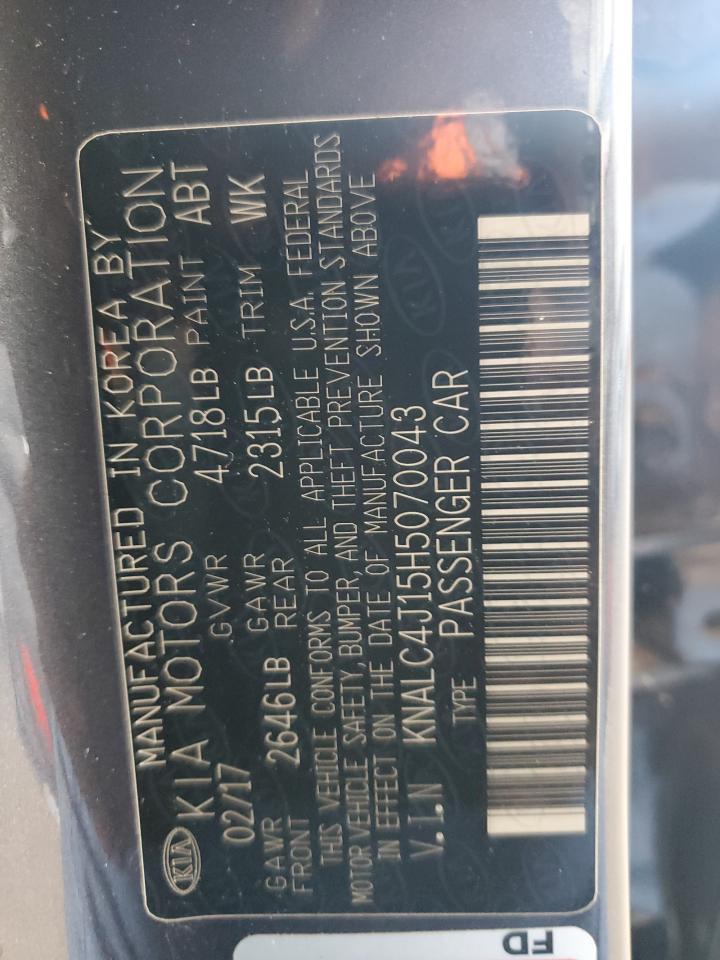 MANUFACTURED IN KOREA BY
KIA KIA MOTORS CORPORATION
02/17 GVWR 4718LB PAINT ABT
GAWR FRONT 2646LB GAWR REAR 2315LB TRIM WK
THIS VEHICLE CONFORMS TO ALL APPLICABLE U.S.A. FEDERAL
MOTOR VEHICLE SAFETY, BUMPER, AND THEFT PREVENTION STANDARDS
IN EFFECT ON THE DATE OF MANUFACTURE SHOWN ABOVE
V.I.N KNALC4J15H5070043
TYPE PASSENGER CAR
FD